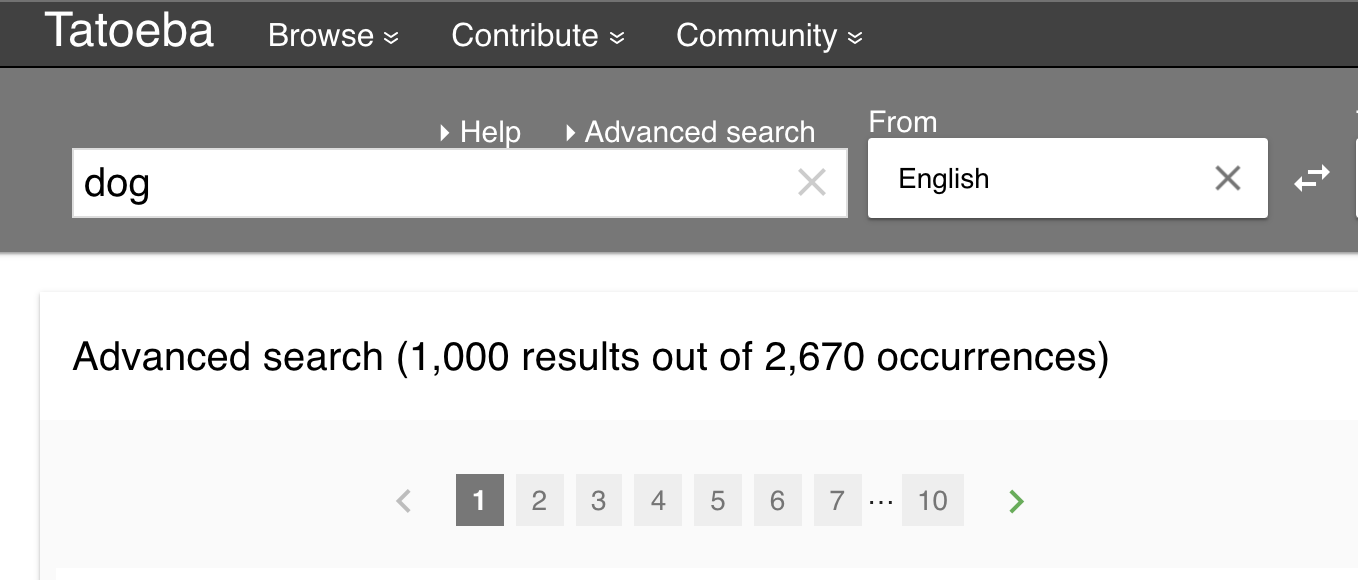 Tatoeba Browse Contribute Community
Help Advanced search From
dog English
Advanced search (1,000 results out of 2,670 occurrences)
1 2 3 4 5 6 7 ... 10